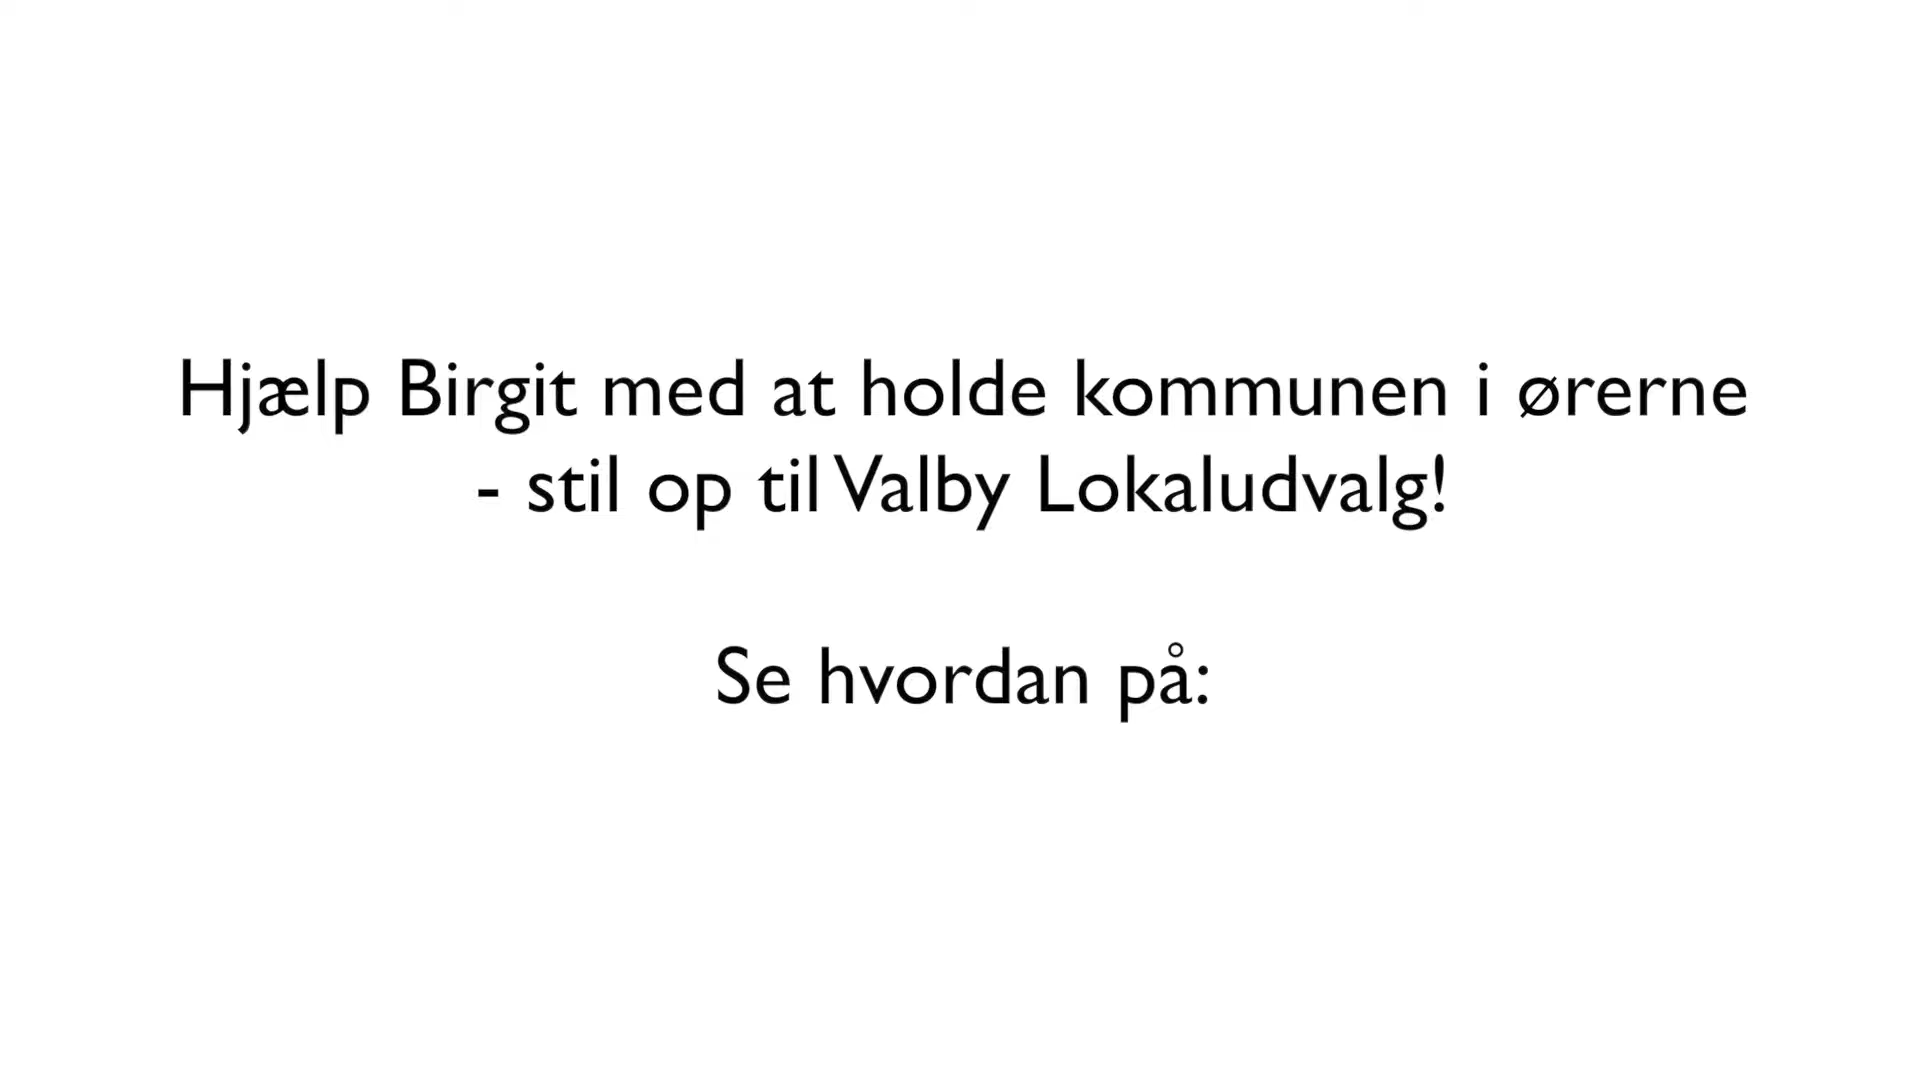 Hjælp Birgit med at holde kommunen i ørerne
- stil op til Valby Lokaludvalg!
Se hvordan på: